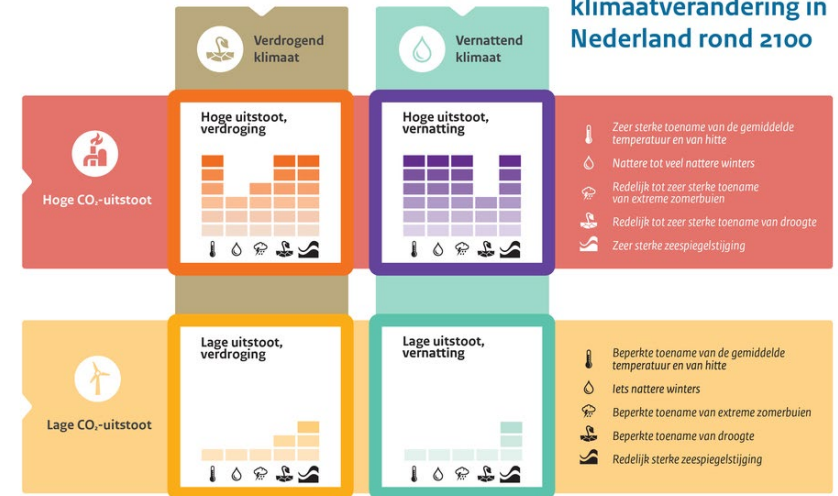 klimaatverandering in
Nederland rond 2100
Verdrogend
klimaat
Vernattend
klimaat
Hoge CO₂-uitstoot
Hoge uitstoot,
verdroging
Hoge uitstoot,
vernatting
Zeer sterke toename van de gemiddelde
temperatuur en van hitte
Nattere tot veel nattere winters
Redelijk tot zeer sterke toename
van extreme zomerbuien
Redelijk tot zeer sterke toename van droogte
Zeer sterke zeespiegelstijging
Lage CO₂-uitstoot
Lage uitstoot,
verdroging
Lage uitstoot,
vernatting
Beperkte toename van de gemiddelde
temperatuur en van hitte
Iets nattere winters
Beperkte toename van extreme zomerbuien
Beperkte toename van droogte
Redelijk sterke zeespiegelstijging